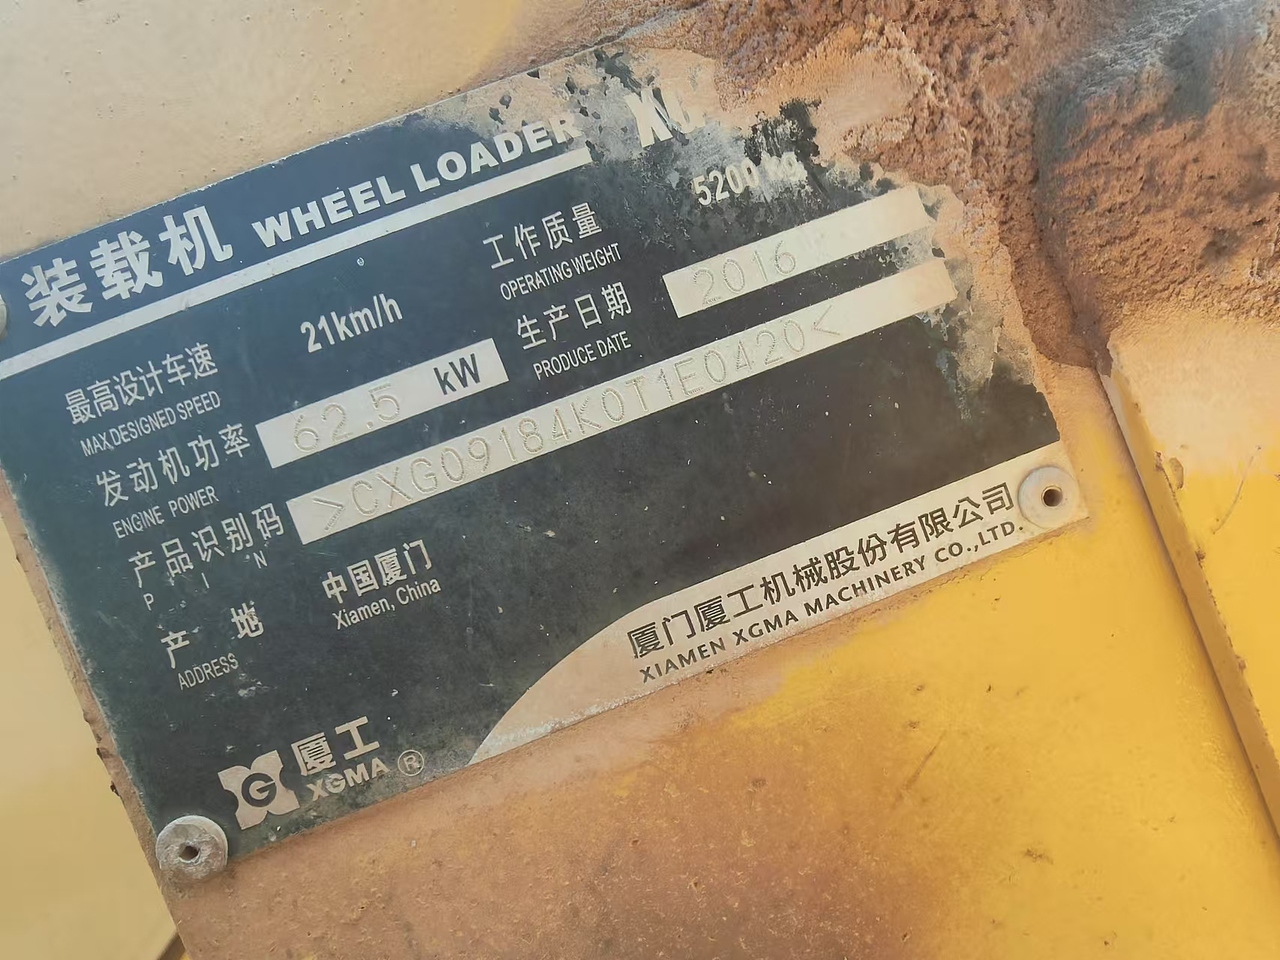 装载机 WHEEL LOADER
最高设计车速 21km/h
MAX.DESIGNED SPEED
工作质量 5200 kg
OPERATING WEIGHT
发动机功率 62.5 kW
ENGINE POWER
生产日期 2016
PRODUCE DATE
产品识别码 >CXG09184K0T1E0420<
P I N
产 地 中国厦门
ADDRESS Xiamen, China
厦门厦工机械股份有限公司
XIAMEN XGMA MACHINERY CO.,LTD.
G 厦工
XGMA ®